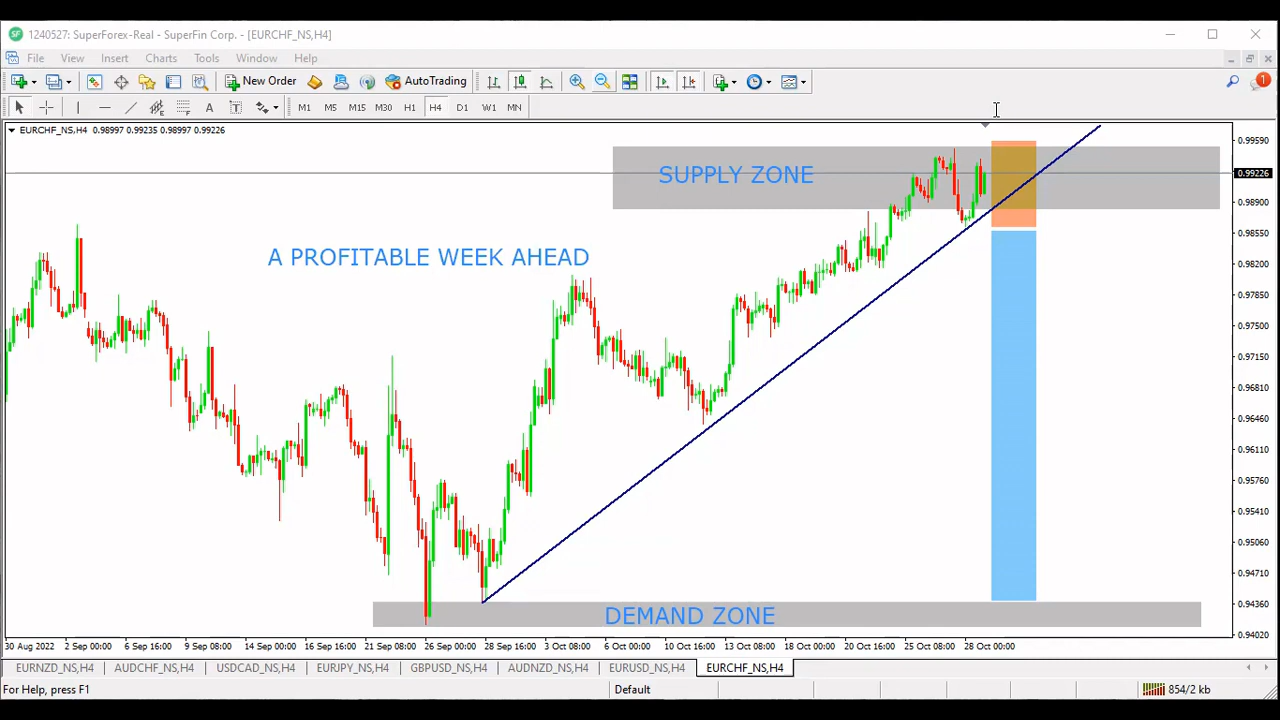 1240527: SuperForex-Real - SuperFin Corp. - [EURCHF_NS,H4]
File View Insert Charts Tools Window Help
New Order AutoTrading 1
A T M1 M5 M15 M30 H1 H4 D1 W1 MN
EURCHF_NS,H4 0.98997 0.99235 0.98997 0.99226
0.99590
SUPPLY ZONE
0.99226
0.98900
0.98550
A PROFITABLE WEEK AHEAD
0.98200
0.97850
0.97500
0.97150
0.96810
0.96460
0.96110
0.95760
0.95410
0.95060
0.94710
0.94360
DEMAND ZONE
0.94020
30 Aug 2022 2 Sep 00:00 6 Sep 16:00 9 Sep 08:00 14 Sep 00:00 16 Sep 16:00 21 Sep 08:00 26 Sep 00:00 28 Sep 16:00 3 Oct 08:00 6 Oct 00:00 10 Oct 16:00 13 Oct 08:00 18 Oct 00:00 20 Oct 16:00 25 Oct 08:00 28 Oct 00:00
EURNZD_NS,H4 AUDCHF_NS,H4 USDCAD_NS,H4 EURJPY_NS,H4 GBPUSD_NS,H4 AUDNZD_NS,H4 EURUSD_NS,H4 EURCHF_NS,H4
For Help, press F1 Default 854/2 kb